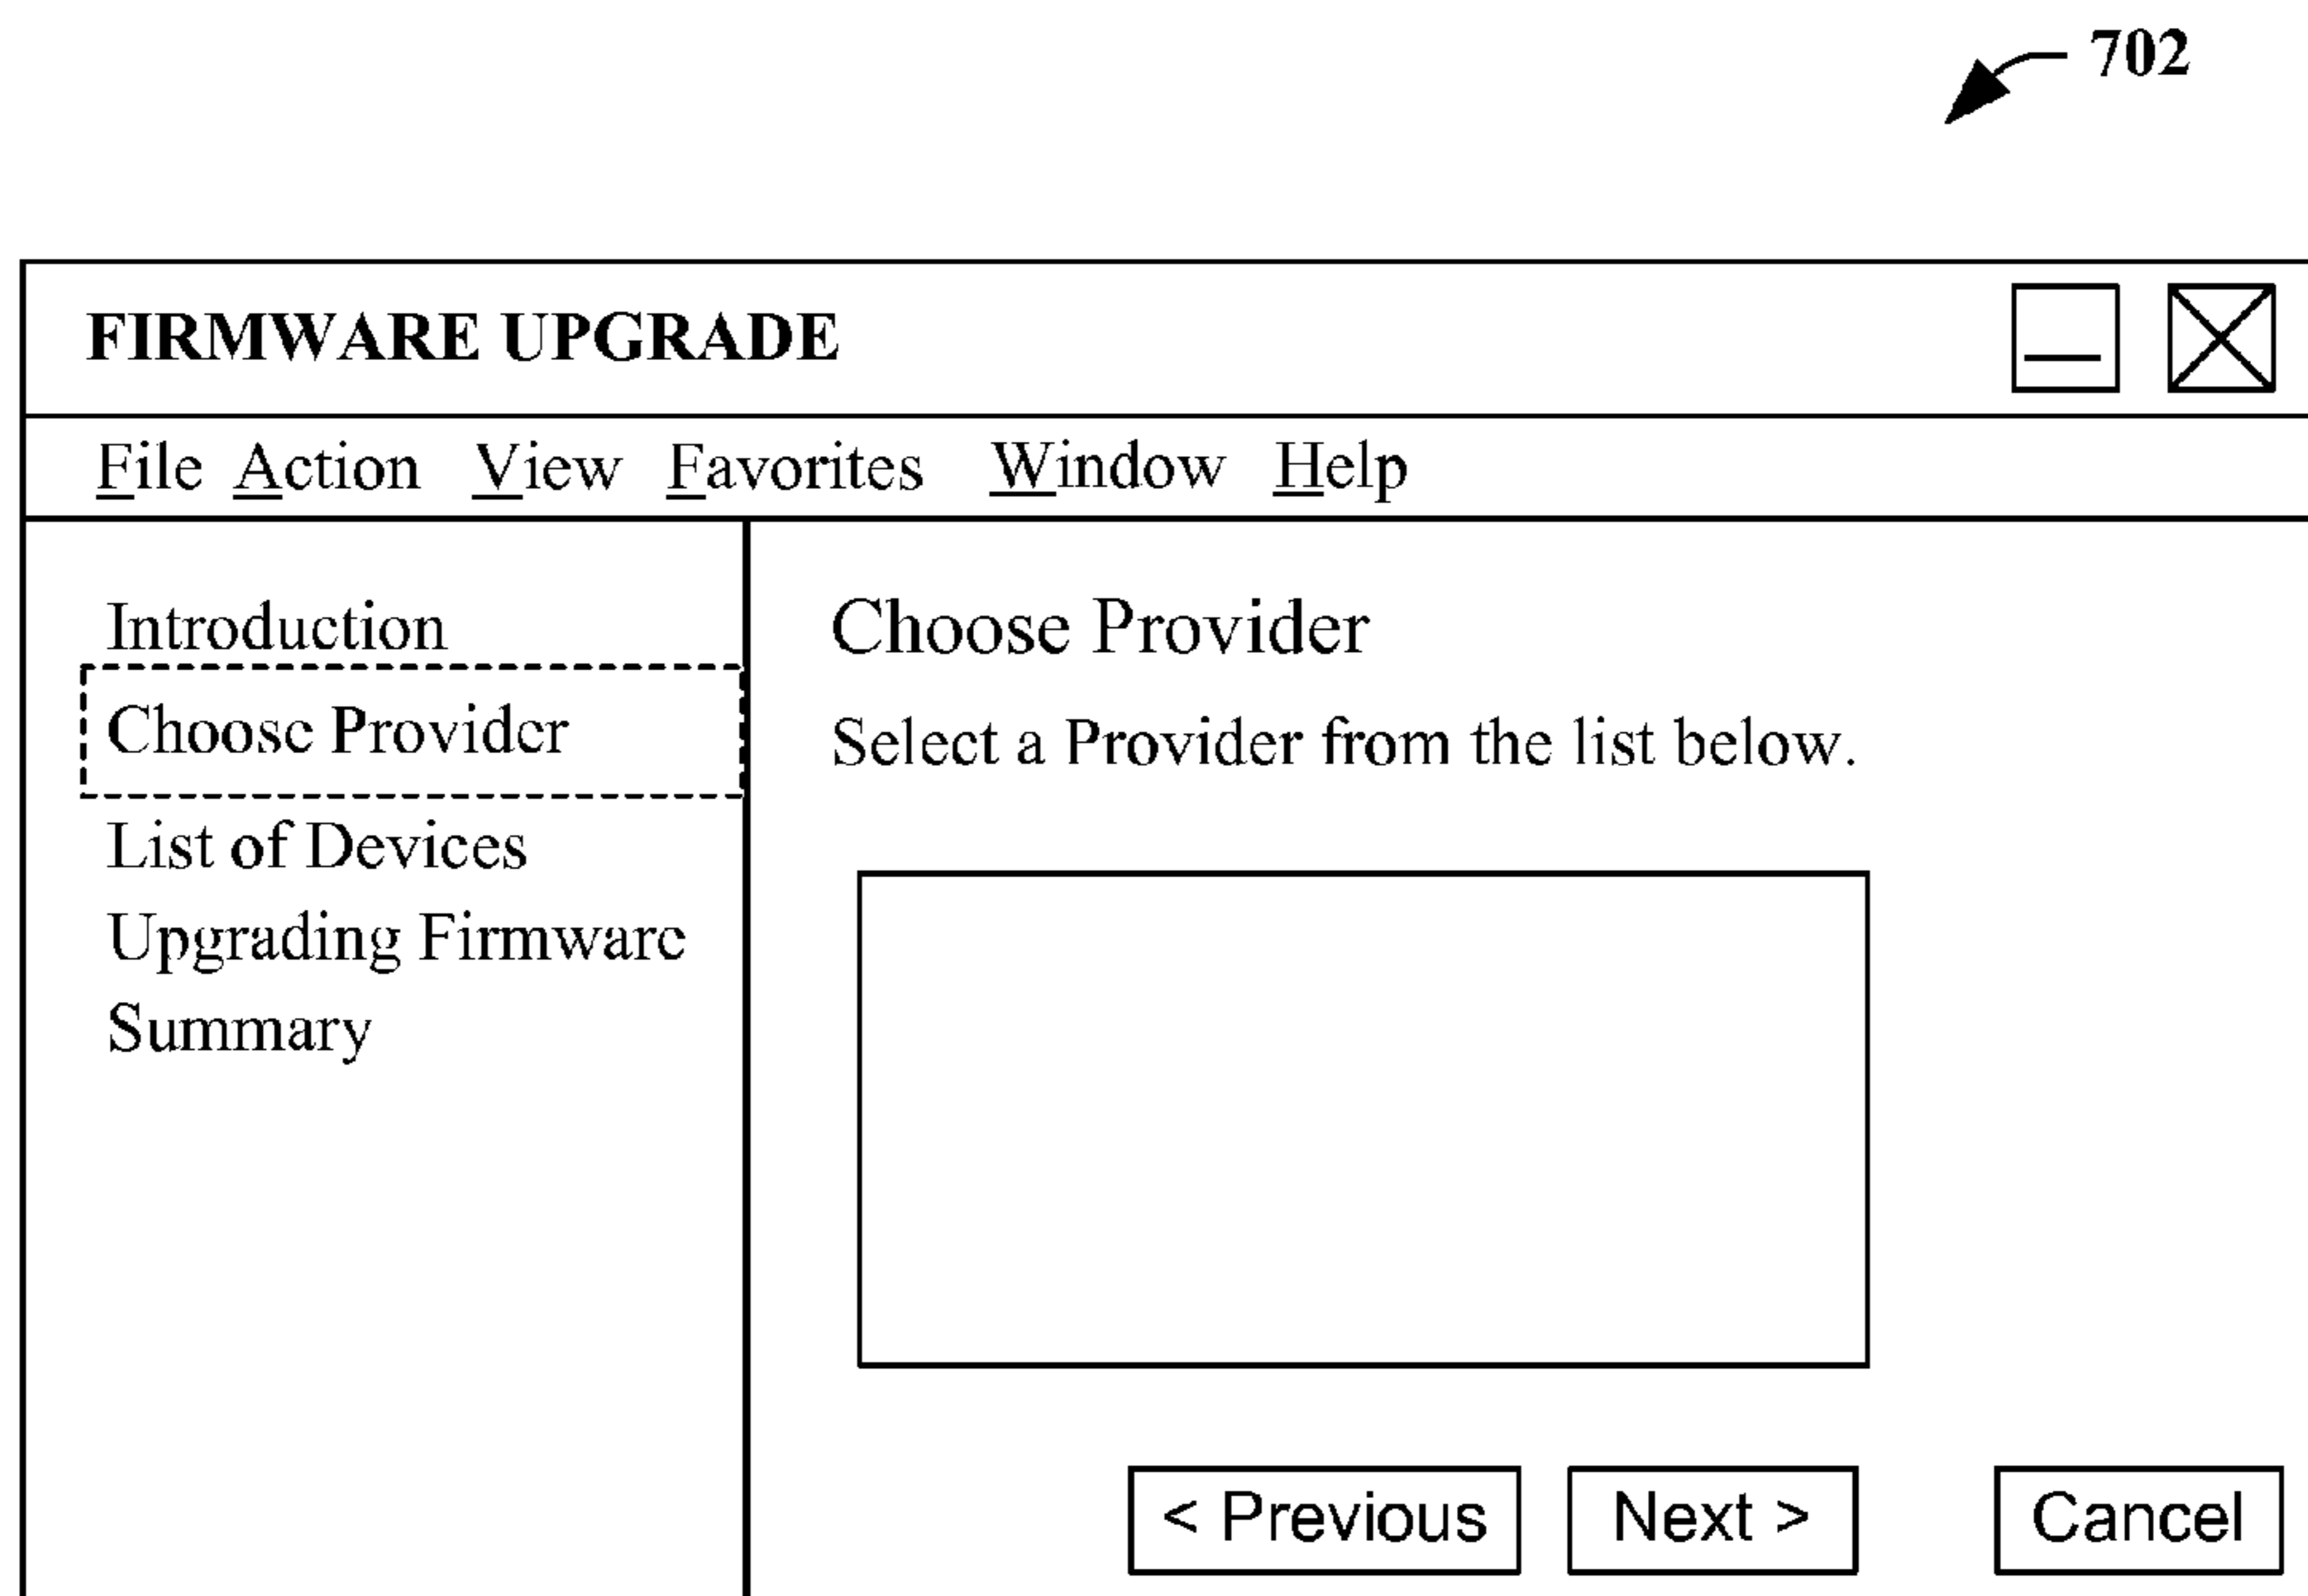 702
FIRMWARE UPGRADE
File Action View Favorites Window Help
Introduction
Choose Provider
List of Devices
Upgrading Firmware
Summary
Choose Provider
Select a Provider from the list below.
< Previous
Next >
Cancel